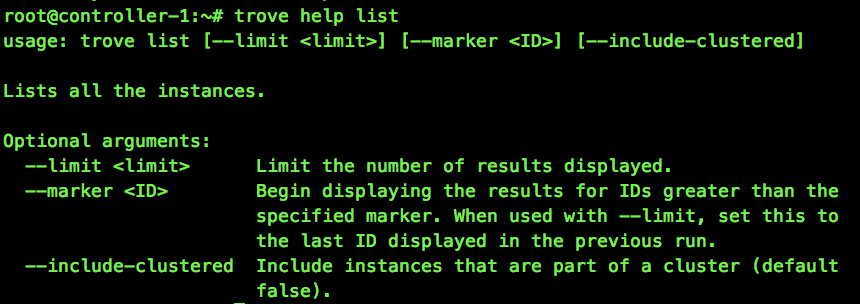 root@controller-1:~# trove help list
usage: trove list [--limit <limit>] [--marker <ID>] [--include-clustered]
Lists all the instances.
Optional arguments:
--limit <limit> Limit the number of results displayed.
--marker <ID> Begin displaying the results for IDs greater than the
specified marker. When used with --limit, set this to
the last ID displayed in the previous run.
--include-clustered Include instances that are part of a cluster (default
false).